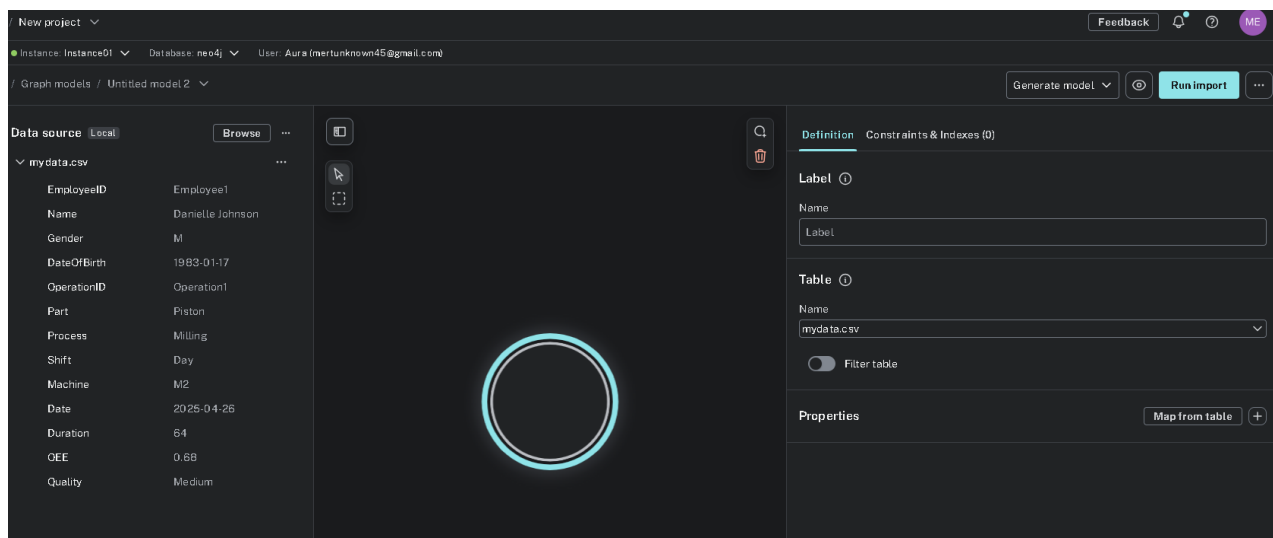 / New project
Feedback
ME
Instance: Instance01 Database: neo4j User: Aura (mertunknown45@gmail.com)
/ Graph models / Untitled model 2
Generate model
Run import
...
Data source Local Browse ...
mydata.csv ...
EmployeeID Employee1
Name Danielle Johnson
Gender M
DateOfBirth 1983-01-17
OperationID Operation1
Part Piston
Process Milling
Shift Day
Machine M2
Date 2025-04-26
Duration 64
OEE 0.68
Quality Medium
Definition Constraints & Indexes (0)
Label
Name
Label
Table
Name
mydata.csv
Filter table
Properties Map from table +